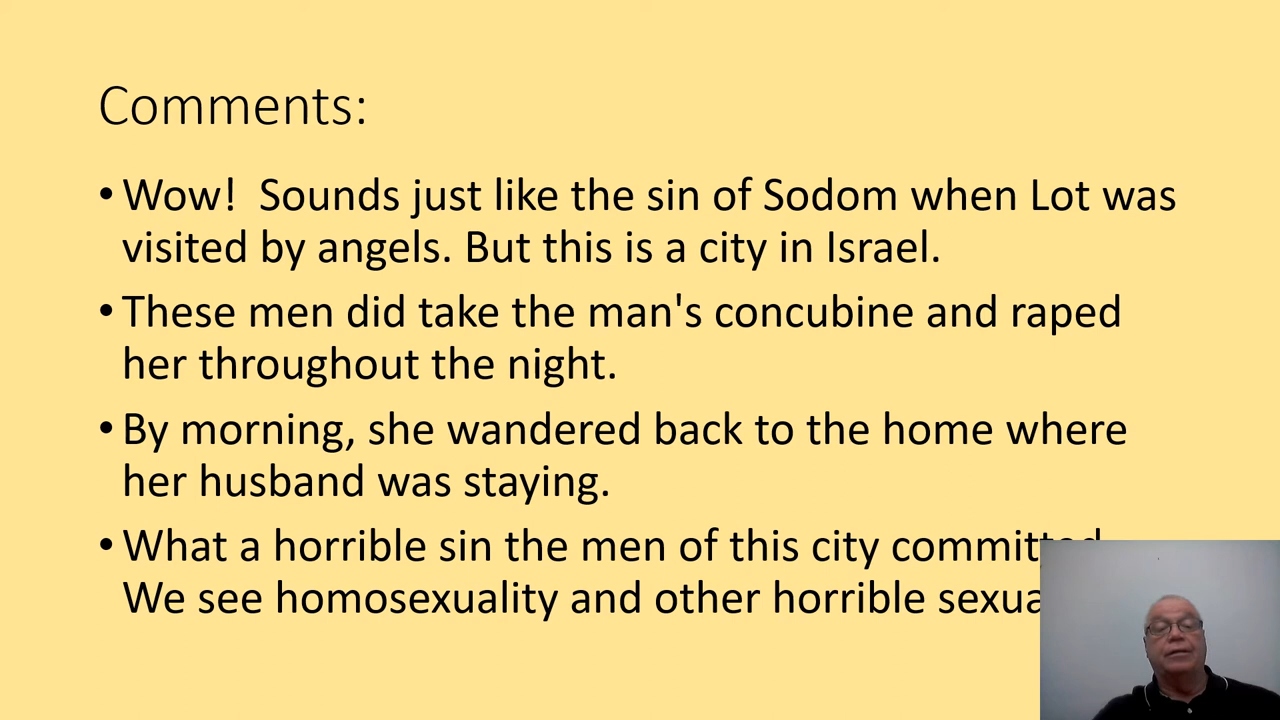 Comments:
• Wow!  Sounds just like the sin of Sodom when Lot was
visited by angels. But this is a city in Israel.
• These men did take the man's concubine and raped
her throughout the night.
• By morning, she wandered back to the home where
her husband was staying.
• What a horrible sin the men of this city committed
We see homosexuality and other horrible